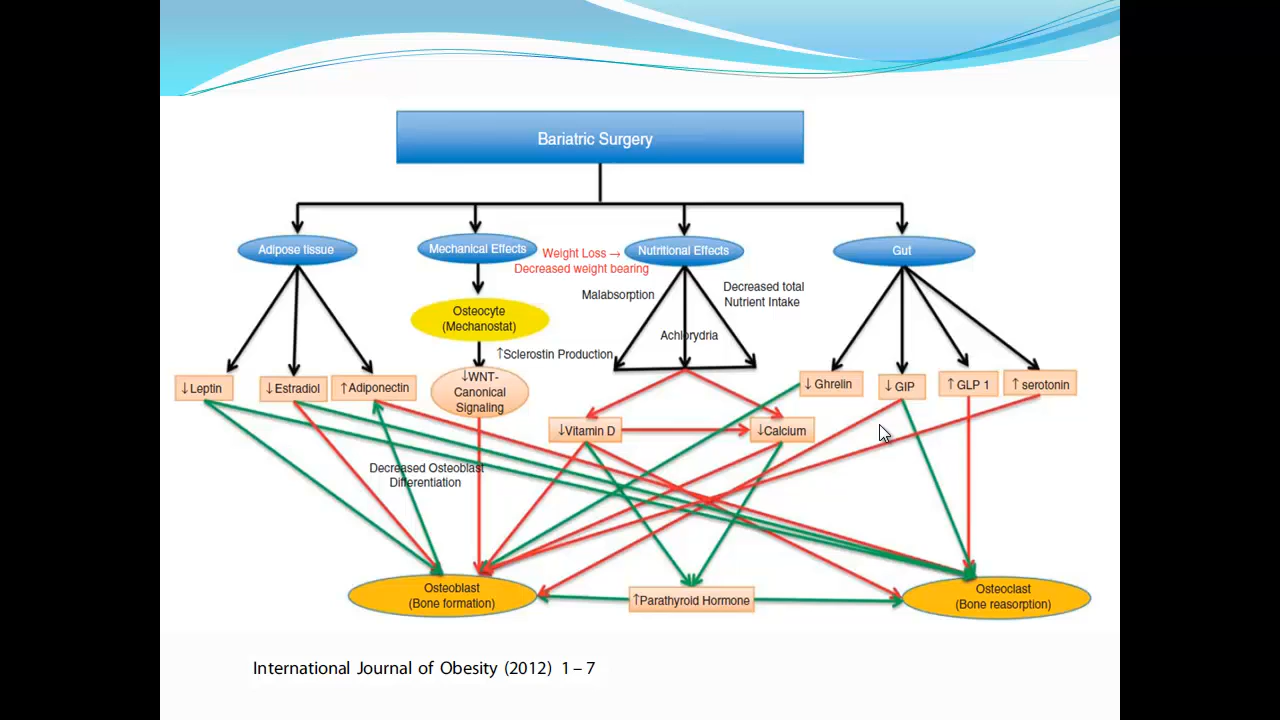 Bariatric Surgery
Adipose tissue
Mechanical Effects
Weight Loss →
Decreased weight bearing
Nutritional Effects
Gut
Osteocyte
(Mechanostat)
Malabsorption
Decreased total
Nutrient Intake
Achlorydria
↑Sclerostin Production
↓Leptin
↓Estradiol
↑Adiponectin
↓WNT-
Canonical
Signaling
↓Ghrelin
↓GIP
↑GLP 1
↑serotonin
↓Vitamin D
↓Calcium
Decreased Osteoblast
Differentiation
Osteoblast
(Bone formation)
↑Parathyroid Hormone
Osteoclast
(Bone reasorption)
International Journal of Obesity (2012) 1 – 7